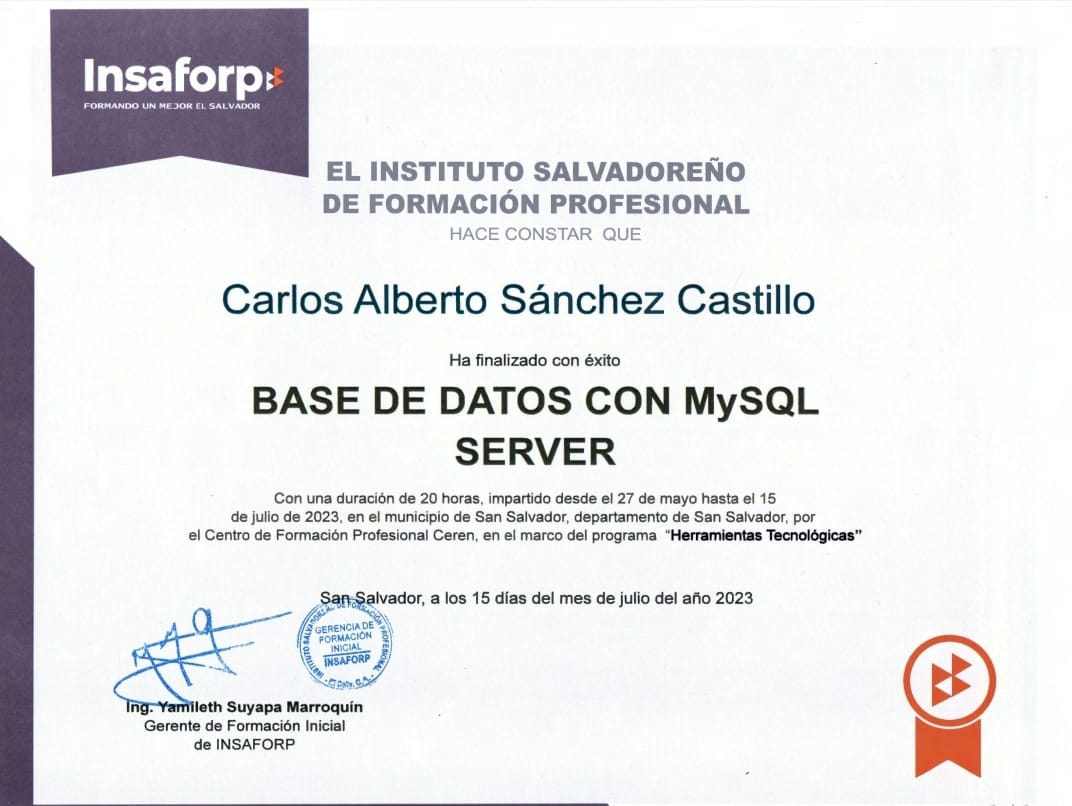 Insaforp
FORMANDO UN MEJOR EL SALVADOR
EL INSTITUTO SALVADOREÑO
DE FORMACIÓN PROFESIONAL
HACE CONSTAR QUE
Carlos Alberto Sánchez Castillo
Ha finalizado con éxito
BASE DE DATOS CON MySQL
SERVER
Con una duración de 20 horas, impartido desde el 27 de mayo hasta el 15
de julio de 2023, en el municipio de San Salvador, departamento de San Salvador, por
el Centro de Formación Profesional Ceren, en el marco del programa “Herramientas Tecnológicas”
San Salvador, a los 15 días del mes de julio del año 2023
INSTITUTO SALVADOREÑO DE FORMACIÓN PROFESIONAL
GERENCIA DE
FORMACIÓN
INICIAL
INSAFORP
Ing. Yamileth Suyapa Marroquín
Gerente de Formación Inicial
de INSAFORP